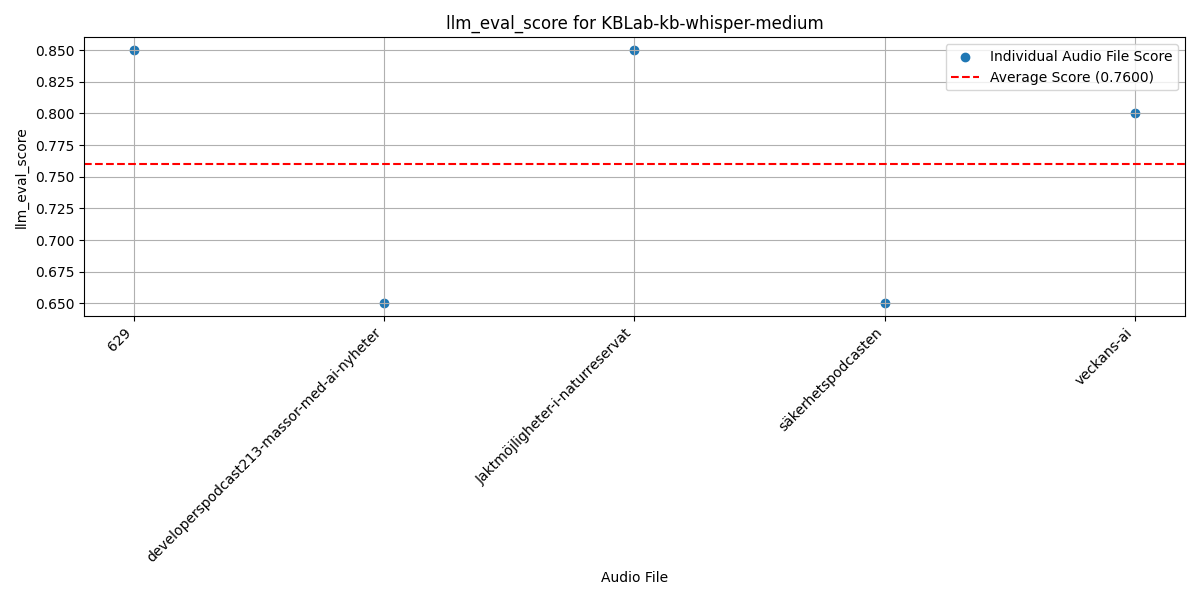 llm_eval_score for KBLab-kb-whisper-medium
Individual Audio File Score
Average Score (0.7600)
llm_eval_score
0.850
0.825
0.800
0.775
0.750
0.725
0.700
0.675
0.650
629
developerspodcast213-massor-med-ai-nyheter
Jaktmöjligheter-i-naturreservat
säkerhetspodcasten
veckans-ai
Audio File